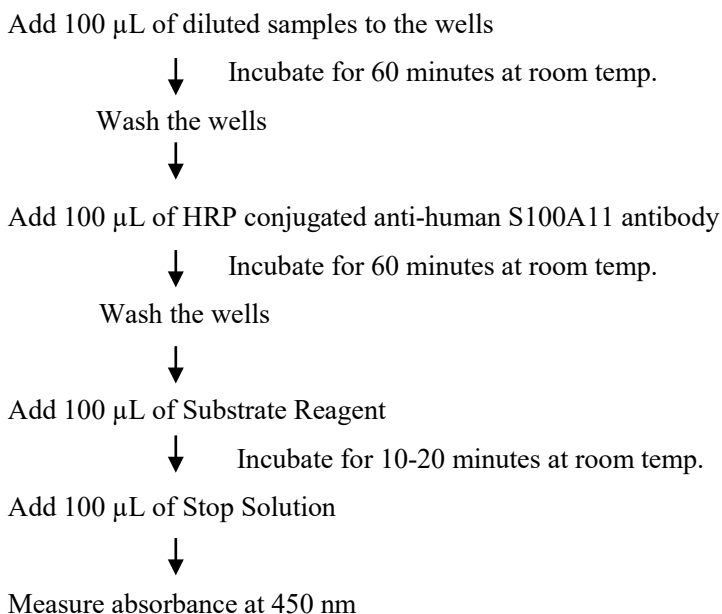 Add 100 µL of diluted samples to the wells
Incubate for 60 minutes at room temp.
Wash the wells
Add 100 µL of HRP conjugated anti-human S100A11 antibody
Incubate for 60 minutes at room temp.
Wash the wells
Add 100 µL of Substrate Reagent
Incubate for 10-20 minutes at room temp.
Add 100 µL of Stop Solution
Measure absorbance at 450 nm